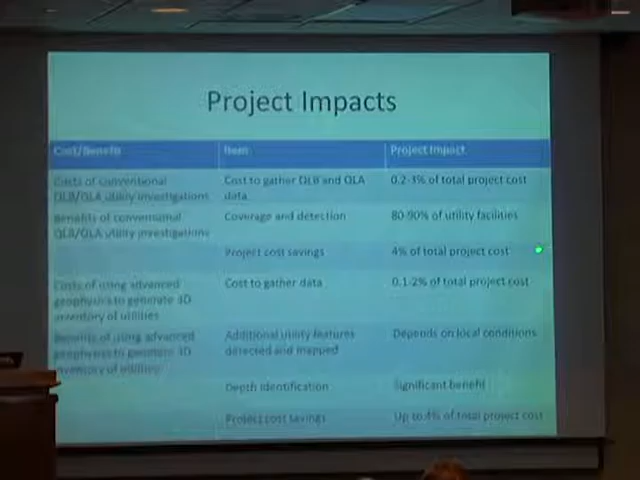 Project Impacts
Cost/Benefit Item Project Impact
Costs of conventional Cost to gather QLB and QLA 0.2-3% of total project cost
QLB/QLA utility investigations data
Benefits of conventional Coverage and detection 80-90% of utility facilities
QLB/QLA utility investigations
Project cost savings 4% of total project cost
Costs of using advanced Cost to gather data 0.1-2% of total project cost
geophysics to generate 3D
inventory of utilities
Benefits of using advanced Additional utility features Depends on local conditions
geophysics to generate 3D detected and mapped
inventory of utilities
Depth identification Significant benefit
Project cost savings Up to 4% of total project cost